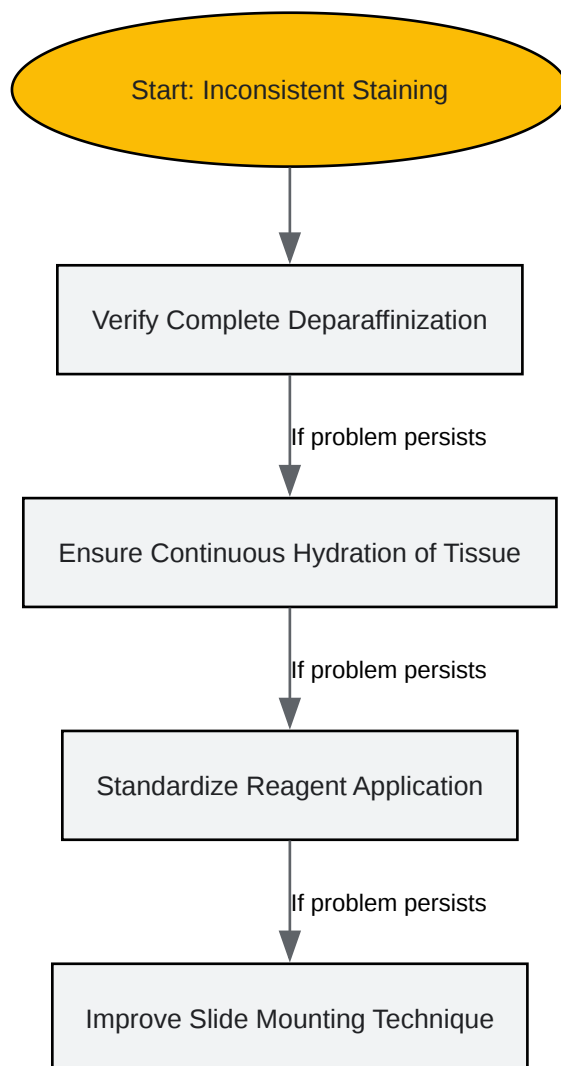 Start: Inconsistent Staining
Verify Complete Deparaffinization
If problem persists
Ensure Continuous Hydration of Tissue
If problem persists
Standardize Reagent Application
If problem persists
Improve Slide Mounting Technique